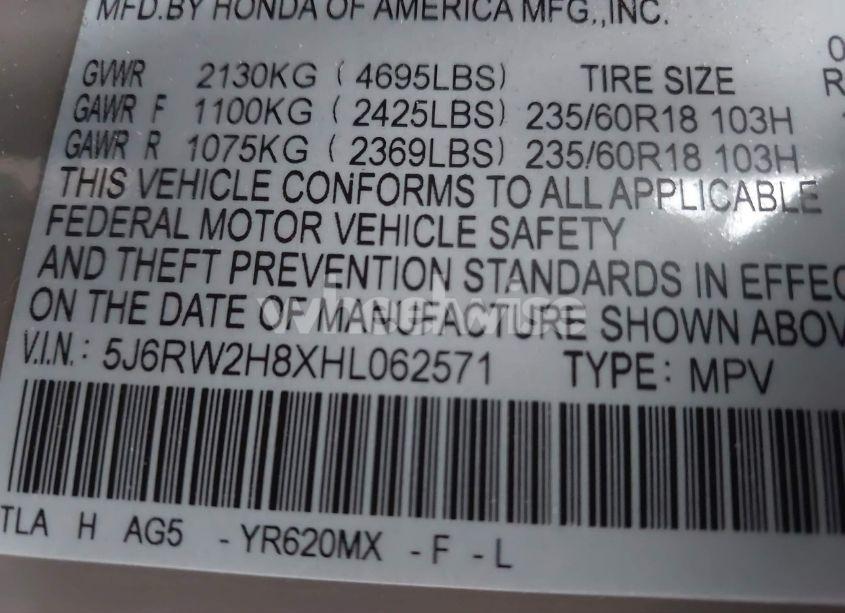 MFD.BY HONDA OF AMERICA MFG.,INC.
GVWR 2130KG ( 4695LBS) TIRE SIZE
GAWR F 1100KG ( 2425LBS) 235/60R18 103H
GAWR R 1075KG ( 2369LBS) 235/60R18 103H
THIS VEHICLE CONFORMS TO ALL APPLICABLE
FEDERAL MOTOR VEHICLE SAFETY
AND THEFT PREVENTION STANDARDS IN EFFEC
ON THE DATE OF MANUFACTURE SHOWN ABOV
wheelwise
V.I.N.: 5J6RW2H8XHL062571 TYPE: MPV
TLA H AG5 - YR620MX - F - L